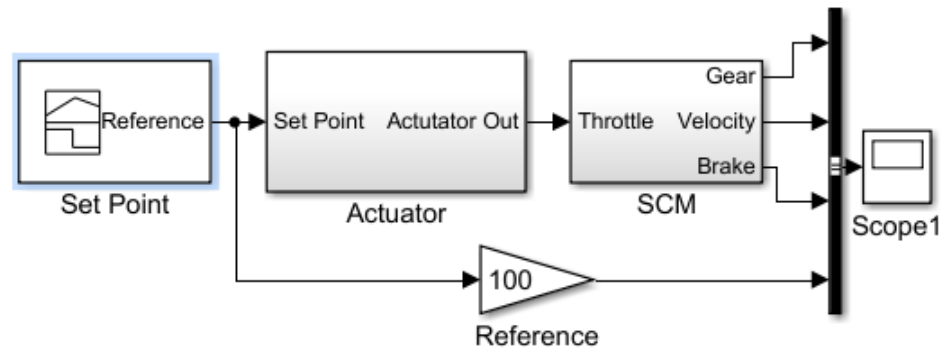 Reference
Set Point
Set Point Actutator Out
Actuator
Throttle
Gear
Velocity
Brake
SCM
Scope1
100
Reference